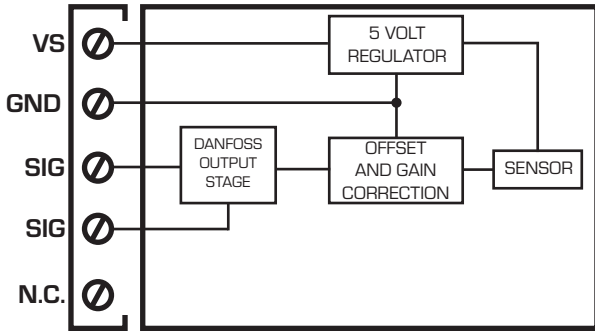 VS
5 VOLT
REGULATOR
GND
DANFOSS
OUTPUT
STAGE
OFFSET
AND GAIN
CORRECTION
SENSOR
SIG
SIG
N.C.